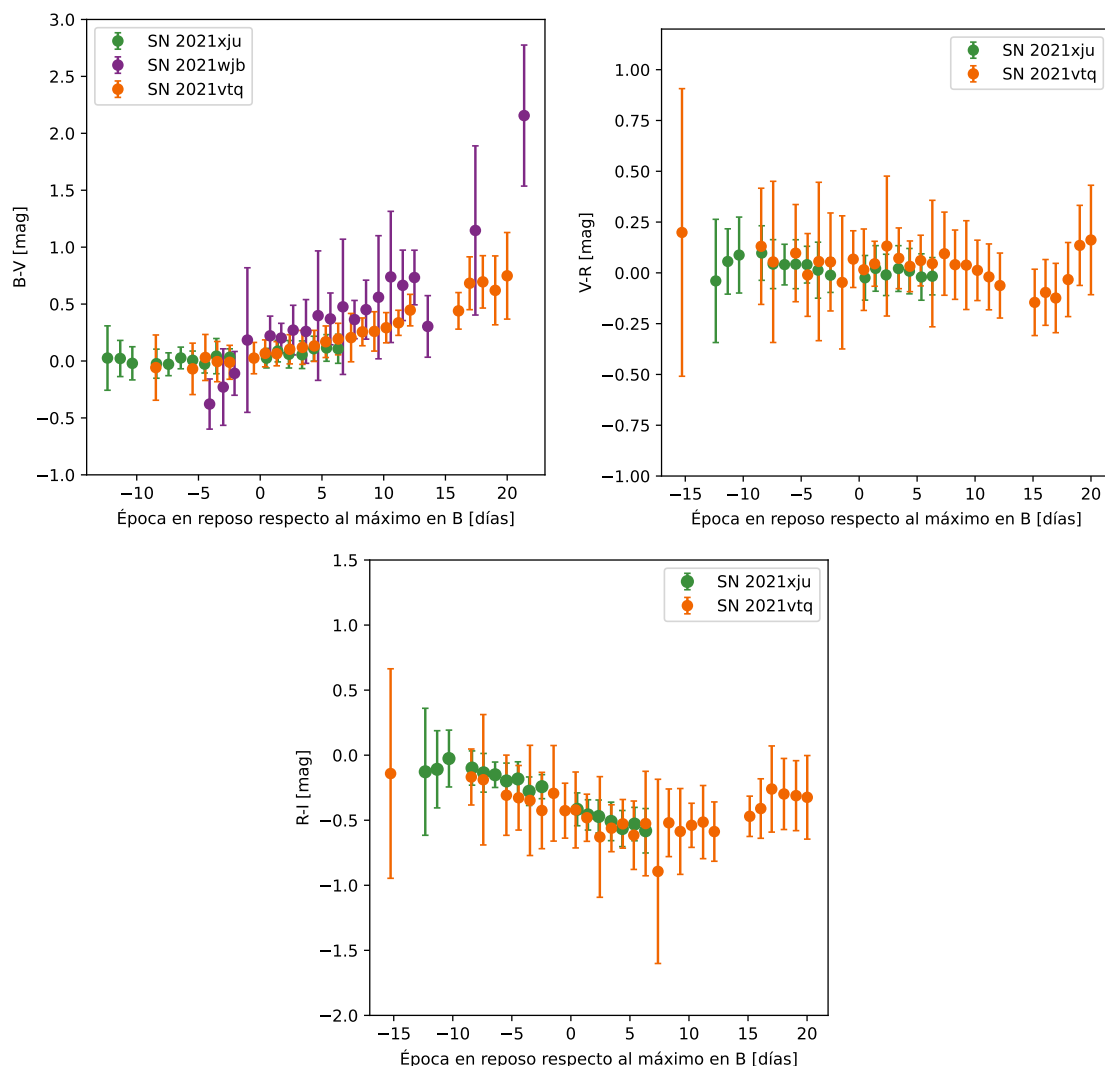 3.0
2.5
2.0
1.5
1.0
0.5
0.0
−0.5
−1.0
B-V [mag]
SN 2021xju
SN 2021wjb
SN 2021vtq
−10 −5 0 5 10 15 20
Época en reposo respecto al máximo en B [días]
1.00
0.75
0.50
0.25
0.00
−0.25
−0.50
−0.75
−1.00
V-R [mag]
SN 2021xju
SN 2021vtq
−15 −10 −5 0 5 10 15 20
Época en reposo respecto al máximo en B [días]
1.5
1.0
0.5
0.0
−0.5
−1.0
−1.5
−2.0
R-I [mag]
SN 2021xju
SN 2021vtq
−15 −10 −5 0 5 10 15 20
Época en reposo respecto al máximo en B [días]